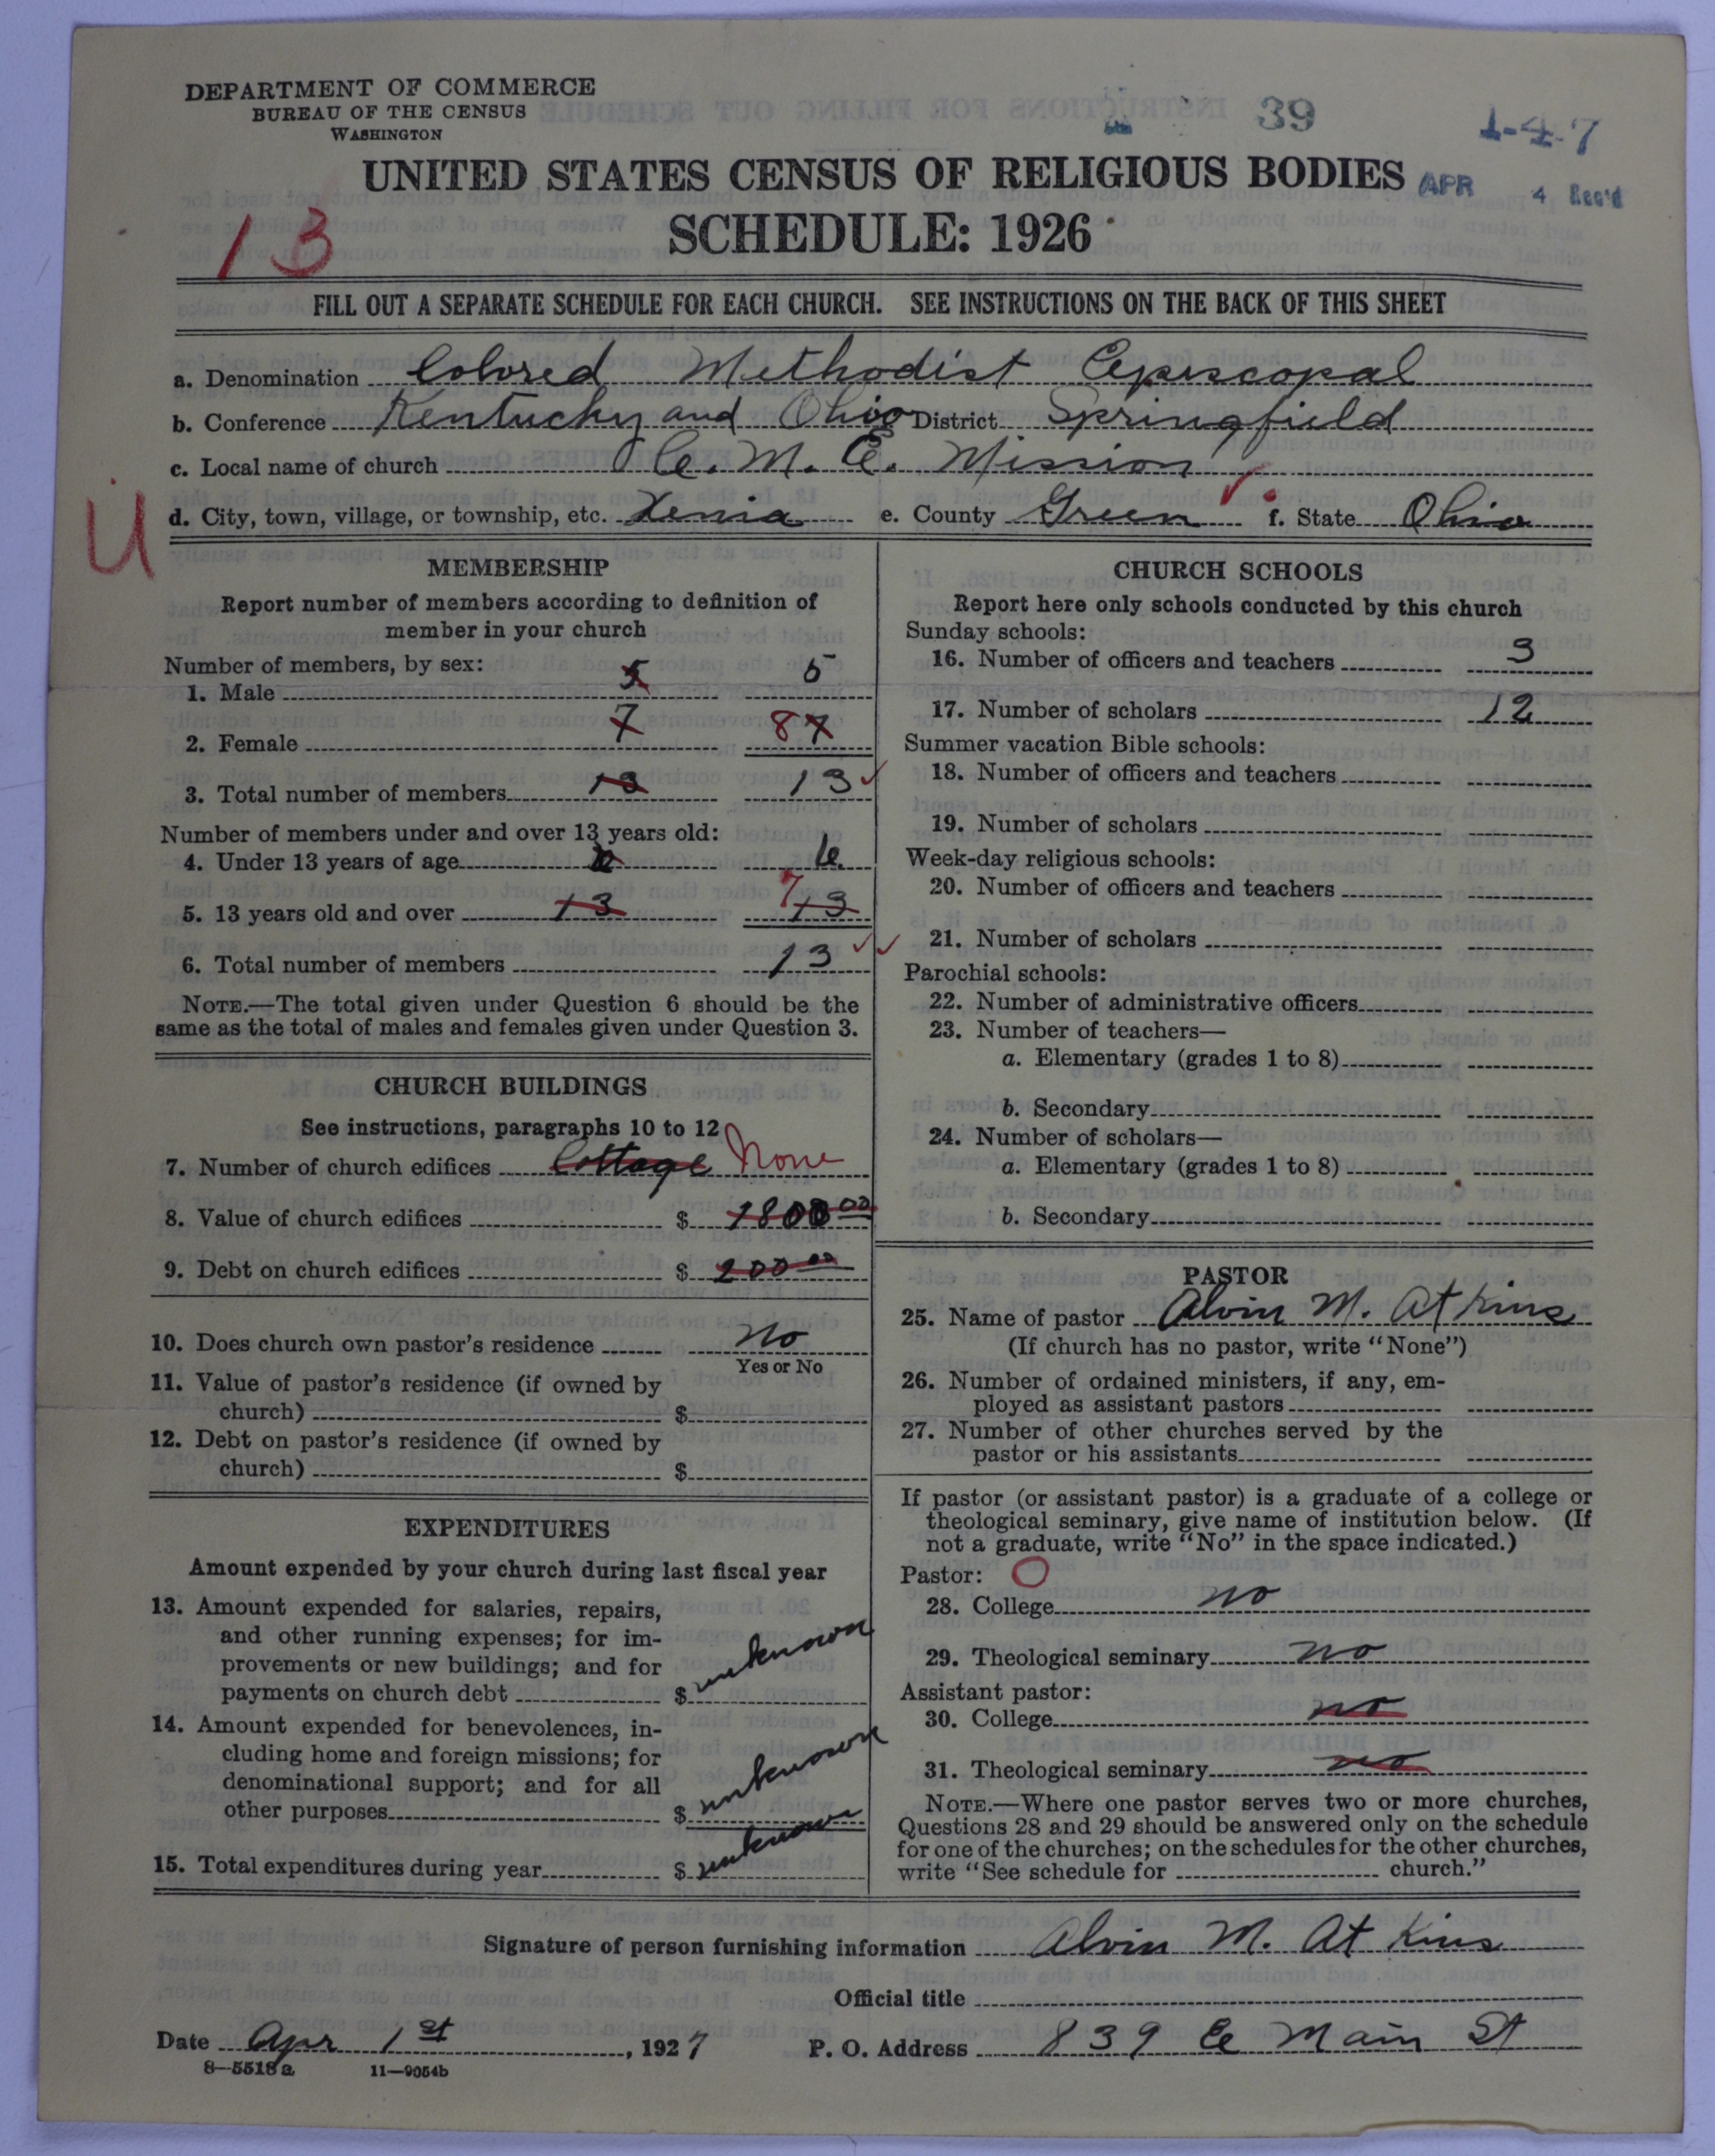 DEPARTMENT OF COMMERCE
BUREAU OF THE CENSUS
WASHINGTON
39
1-4-7
UNITED STATES CENSUS OF RELIGIOUS BODIES
APR 4 Rec'd
SCHEDULE: 1926
13
FILL OUT A SEPARATE SCHEDULE FOR EACH CHURCH. SEE INSTRUCTIONS ON THE BACK OF THIS SHEET
a. Denomination Colored Methodist Episcopal
b. Conference Kentucky and Ohio District Springfield
c. Local name of church C. M. E. Mission
U
d. City, town, village, or township, etc. Xenia e. County Green f. State Ohio
MEMBERSHIP
Report number of members according to definition of
member in your church
Number of members, by sex:
1. Male 5 5
2. Female 7 8 7
3. Total number of members 13 13
Number of members under and over 13 years old:
4. Under 13 years of age 6
5. 13 years old and over 13 7 13
6. Total number of members 13
NOTE.—The total given under Question 6 should be the
same as the total of males and females given under Question 3.
CHURCH BUILDINGS
See instructions, paragraphs 10 to 12
7. Number of church edifices Cottage None
8. Value of church edifices $ 1800 00
9. Debt on church edifices $ 200 00
10. Does church own pastor's residence No
Yes or No
11. Value of pastor's residence (if owned by
church) $
12. Debt on pastor's residence (if owned by
church) $
EXPENDITURES
Amount expended by your church during last fiscal year
13. Amount expended for salaries, repairs,
and other running expenses; for im-
provements or new buildings; and for
payments on church debt $ unknown
14. Amount expended for benevolences, in-
cluding home and foreign missions; for
denominational support; and for all
other purposes $ unknown
15. Total expenditures during year $ unknown
CHURCH SCHOOLS
Report here only schools conducted by this church
Sunday schools:
16. Number of officers and teachers 3
17. Number of scholars 12
Summer vacation Bible schools:
18. Number of officers and teachers
19. Number of scholars
Week-day religious schools:
20. Number of officers and teachers
21. Number of scholars
Parochial schools:
22. Number of administrative officers
23. Number of teachers—
a. Elementary (grades 1 to 8)
b. Secondary
24. Number of scholars—
a. Elementary (grades 1 to 8)
b. Secondary
PASTOR
25. Name of pastor Alvin M. Atkins
(If church has no pastor, write "None")
26. Number of ordained ministers, if any, em-
ployed as assistant pastors
27. Number of other churches served by the
pastor or his assistants
If pastor (or assistant pastor) is a graduate of a college or
theological seminary, give name of institution below. (If
not a graduate, write "No" in the space indicated.)
Pastor: O
28. College no
29. Theological seminary no
Assistant pastor:
30. College no
31. Theological seminary no
NOTE.—Where one pastor serves two or more churches,
Questions 28 and 29 should be answered only on the schedule
for one of the churches; on the schedules for the other churches,
write "See schedule for church."
Signature of person furnishing information Alvin M. Atkins
Official title
Date Apr 1st, 1927 P. O. Address 839 E Main St
8—5518a 11—9054b